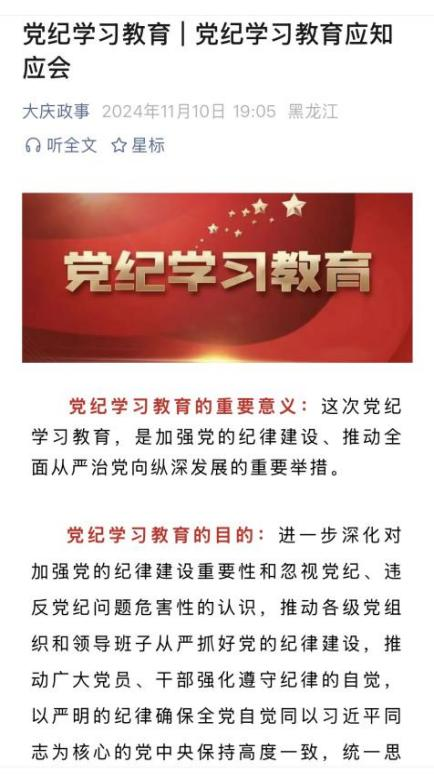 党纪学习教育 | 党纪学习教育应知
应会
大庆政事 2024年11月10日 19:05 黑龙江
听全文 星标
党纪学习教育
党纪学习教育的重要意义：这次党纪
学习教育，是加强党的纪律建设、推动全
面从严治党向纵深发展的重要举措。
党纪学习教育的目的：进一步深化对
加强党的纪律建设重要性和忽视党纪、违
反党纪问题危害性的认识，推动各级党组
织和领导班子从严抓好党的纪律建设，推
动广大党员、干部强化遵守纪律的自觉，
以严明的纪律确保全党自觉同以习近平同
志为核心的党中央保持高度一致，统一思